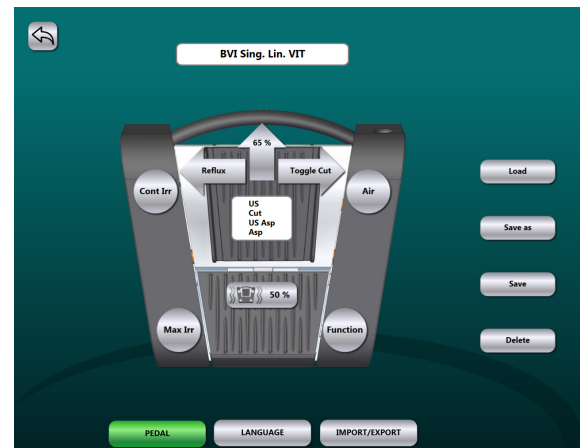 BVI Sing. Lin. VIT
65 %
Reflux
Toggle Cut
Cont Irr
Air
US
Cut
US Asp
Asp
50 %
Max Irr
Function
Load
Save as
Save
Delete
PEDAL
LANGUAGE
IMPORT/EXPORT